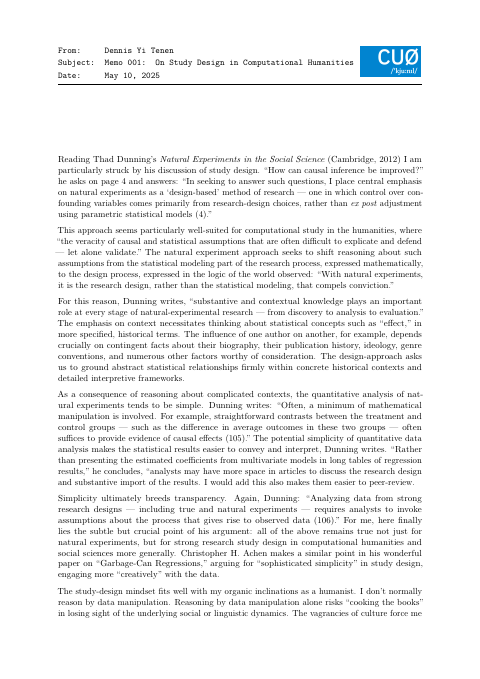 From: Dennis Yi Tenen
Subject: Memo 001: On Study Design in Computational Humanities
Date: May 10, 2025
CUØ
/'kjuːml/
Reading Thad Dunning's Natural Experiments in the Social Science (Cambridge, 2012) I am
particularly struck by his discussion of study design. “How can causal inference be improved?”
he asks on page 4 and answers: “In seeking to answer such questions, I place central emphasis
on natural experiments as a ‘design-based’ method of research — one in which control over con-
founding variables comes primarily from research-design choices, rather than ex post adjustment
using parametric statistical models (4).”
This approach seems particularly well-suited for computational study in the humanities, where
“the veracity of causal and statistical assumptions that are often difficult to explicate and defend
— let alone validate.” The natural experiment approach seeks to shift reasoning about such
assumptions from the statistical modeling part of the research process, expressed mathematically,
to the design process, expressed in the logic of the world observed: “With natural experiments,
it is the research design, rather than the statistical modeling, that compels conviction.”
For this reason, Dunning writes, “substantive and contextual knowledge plays an important
role at every stage of natural-experimental research — from discovery to analysis to evaluation.”
The emphasis on context necessitates thinking about statistical concepts such as “effect,” in
more specified, historical terms. The influence of one author on another, for example, depends
crucially on contingent facts about their biography, their publication history, ideology, genre
conventions, and numerous other factors worthy of consideration. The design-approach asks
us to ground abstract statistical relationships firmly within concrete historical contexts and
detailed interpretive frameworks.
As a consequence of reasoning about complicated contexts, the quantitative analysis of nat-
ural experiments tends to be simple. Dunning writes: “Often, a minimum of mathematical
manipulation is involved. For example, straightforward contrasts between the treatment and
control groups — such as the difference in average outcomes in these two groups — often
suffices to provide evidence of causal effects (105).” The potential simplicity of quantitative data
analysis makes the statistical results easier to convey and interpret, Dunning writes. “Rather
than presenting the estimated coefficients from multivariate models in long tables of regression
results,” he concludes, “analysts may have more space in articles to discuss the research design
and substantive import of the results. I would add this also makes them easier to peer-review.
Simplicity ultimately breeds transparency. Again, Dunning: “Analyzing data from strong
research designs — including true and natural experiments — requires analysts to invoke
assumptions about the process that gives rise to observed data (106).” For me, here finally
lies the subtle but crucial point of his argument: all of the above remains true not just for
natural experiments, but for strong research study design in computational humanities and
social sciences more generally. Christopher H. Achen makes a similar point in his wonderful
paper on “Garbage-Can Regressions,” arguing for “sophisticated simplicity” in study design,
engaging more “creatively” with the data.
The study-design mindset fits well with my organic inclinations as a humanist. I don't normally
reason by data manipulation. Reasoning by data manipulation alone risks “cooking the books”
in losing sight of the underlying social or linguistic dynamics. The vagrancies of culture force me